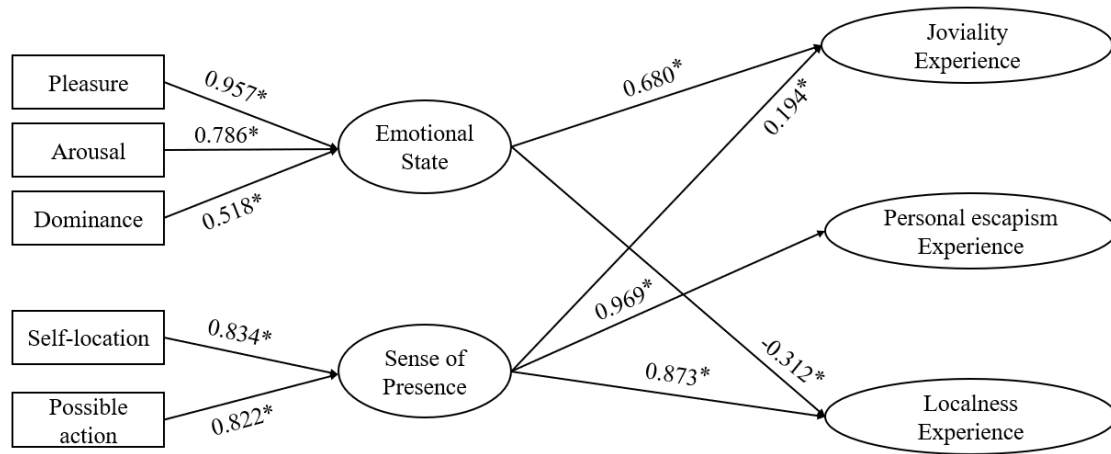 Pleasure
0.957*
Arousal
0.786*
Dominance
0.518*
Emotional
State
0.680*
Joviality
Experience
0.194*
Personal escapism
Experience
Self-location
0.834*
Possible
action
0.822*
Sense of
Presence
0.969*
0.873*
-0.312*
Localness
Experience